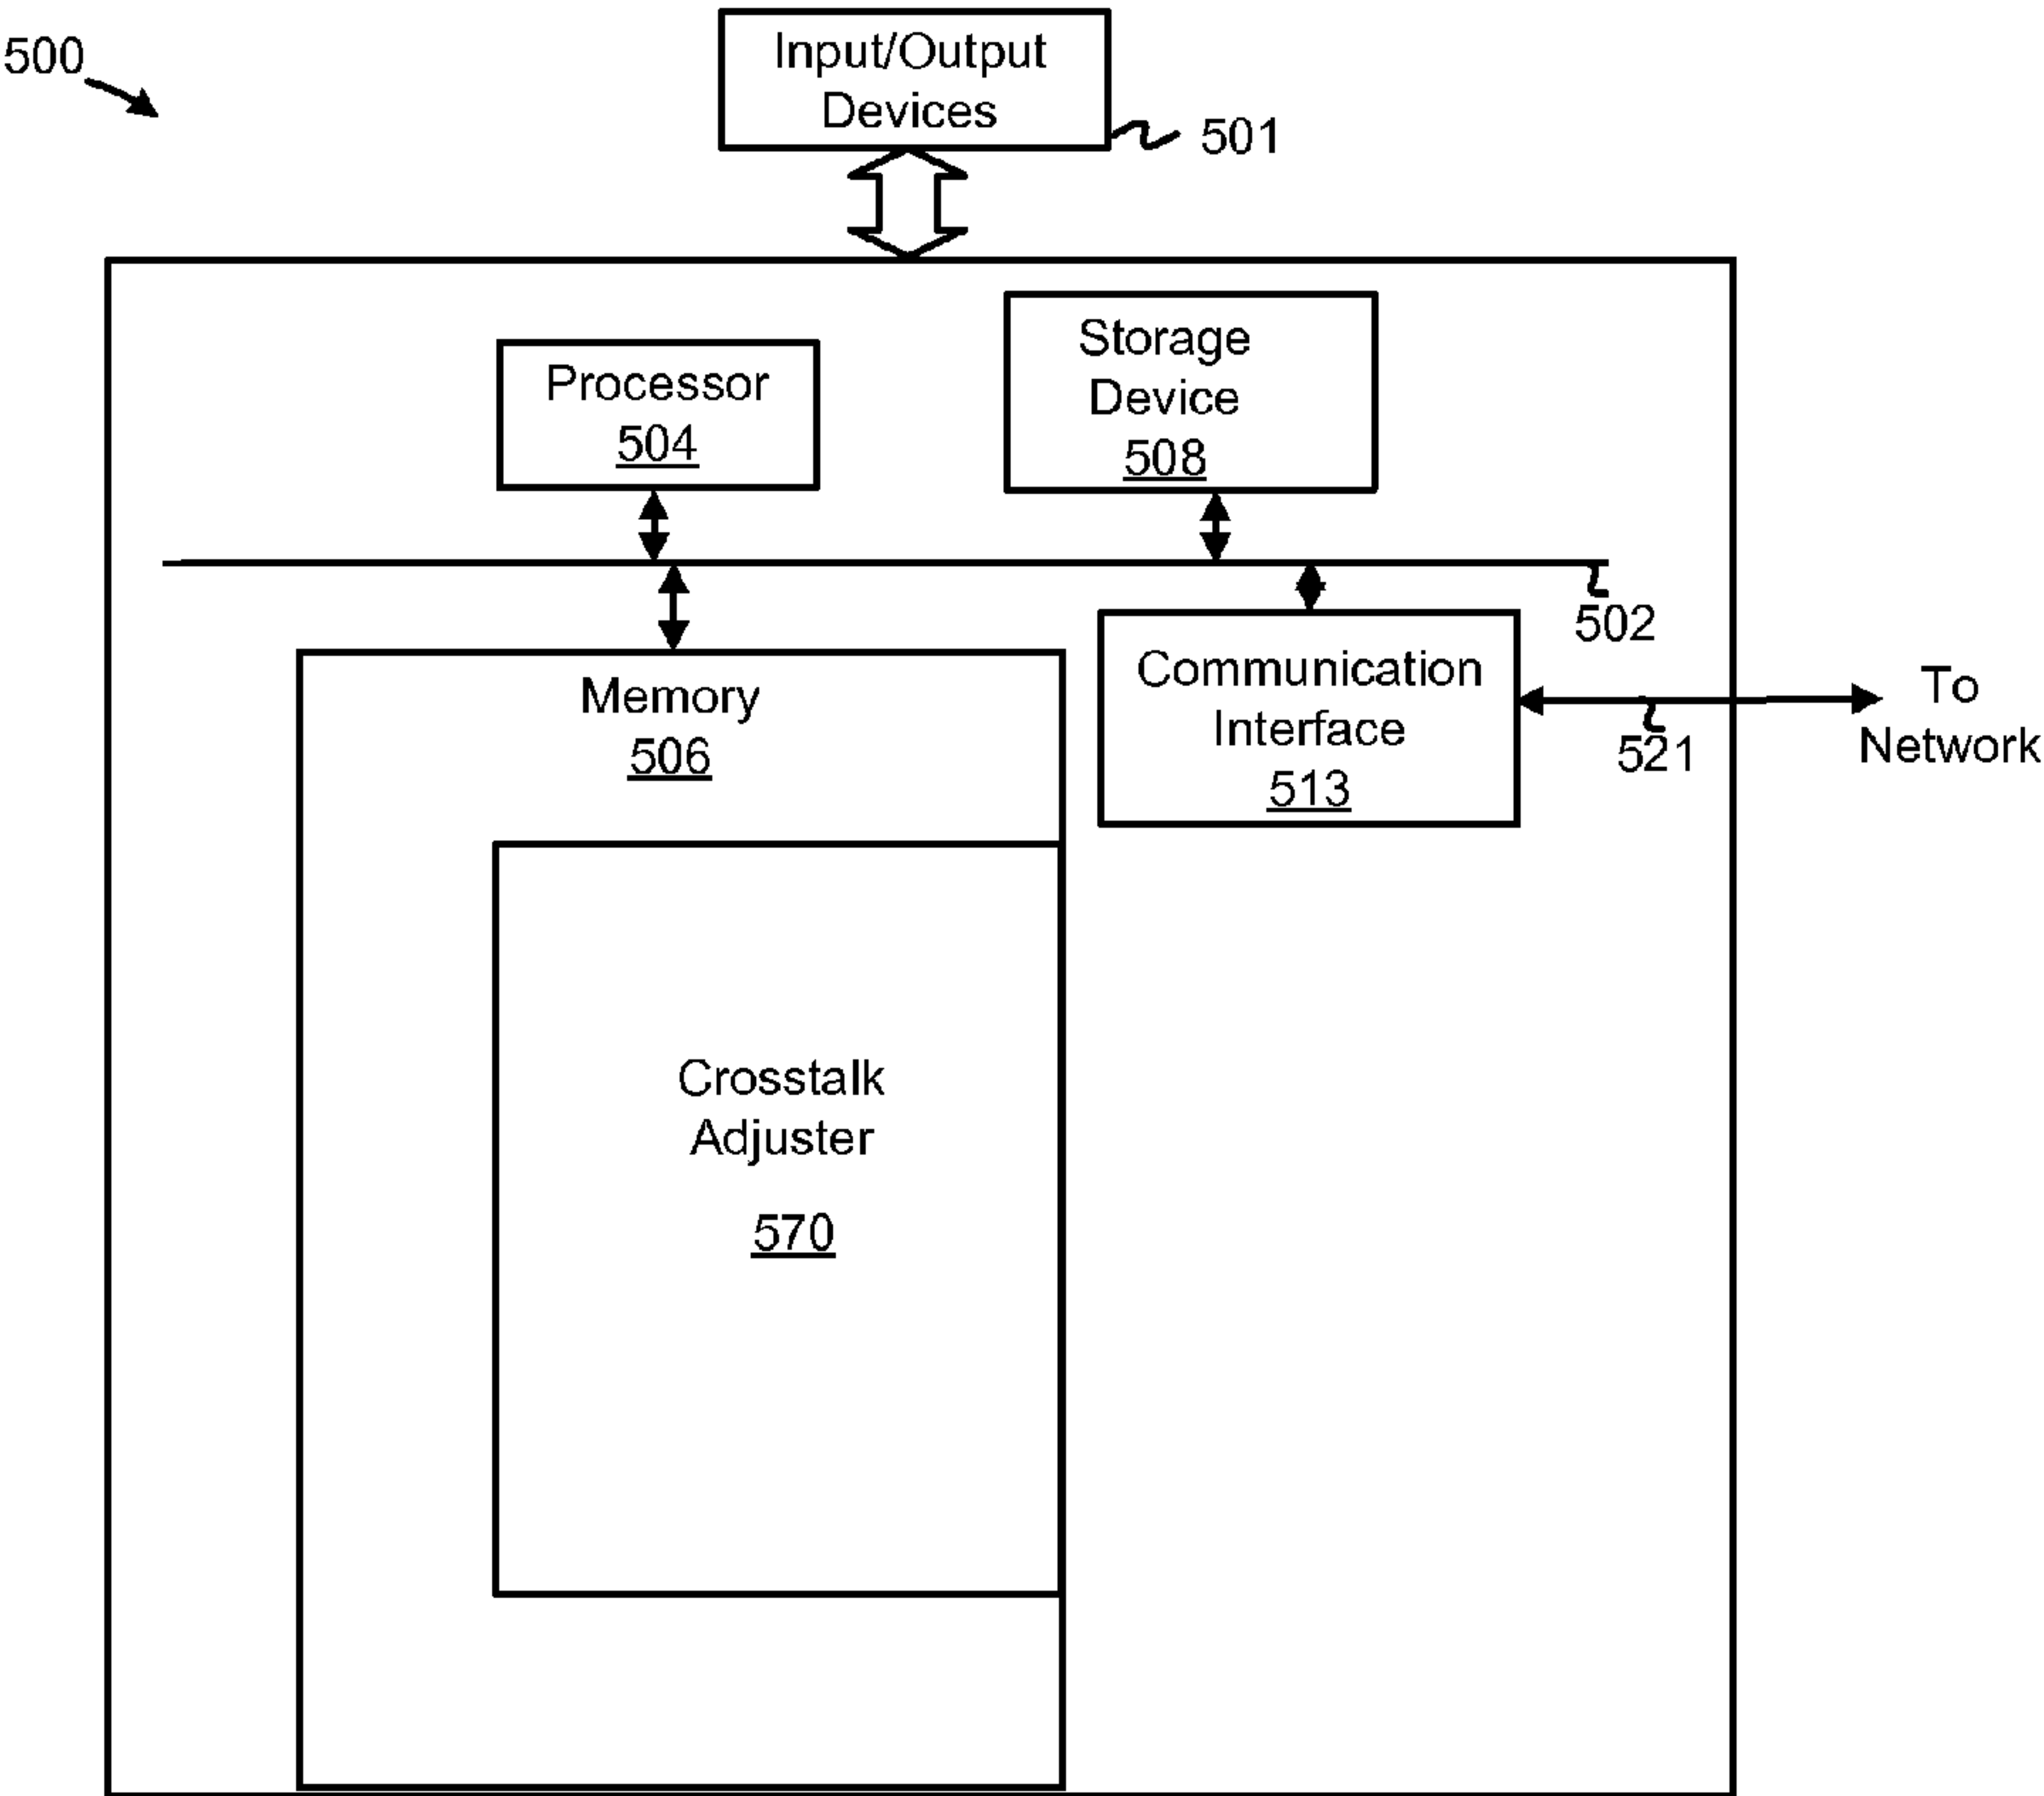 500
Input/Output
Devices
501
Processor
504
Storage
Device
508
502
Memory
506
Communication
Interface
513
521
To
Network
Crosstalk
Adjuster
570